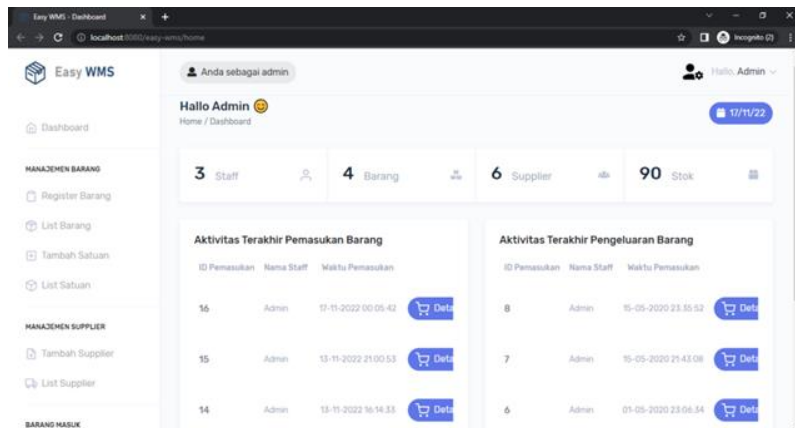 Easy WMS - Dashboard
localhost:8080/easy-wms/home
Incognito (2)
Easy WMS
Anda sebagai admin
Hallo, Admin
Hallo Admin
Home / Dashboard
17/11/22
Dashboard
MANAJEMEN BARANG
Register Barang
List Barang
Tambah Satuan
List Satuan
MANAJEMEN SUPPLIER
Tambah Supplier
List Supplier
BARANG MASUK
3 Staff
4 Barang
6 Supplier
90 Stok
Aktivitas Terakhir Pemasukan Barang
ID Pemasukan Nama Staff Waktu Pemasukan
16 Admin 17-11-2022 00:05:42 Deta
15 Admin 13-11-2022 21:00:53 Deta
14 Admin 13-11-2022 16:14:33 Deta
Aktivitas Terakhir Pengeluaran Barang
ID Pemasukan Nama Staff Waktu Pemasukan
8 Admin 15-05-2020 23:35:52 Deta
7 Admin 15-05-2020 21:43:08 Deta
6 Admin 01-05-2020 23:06:34 Deta